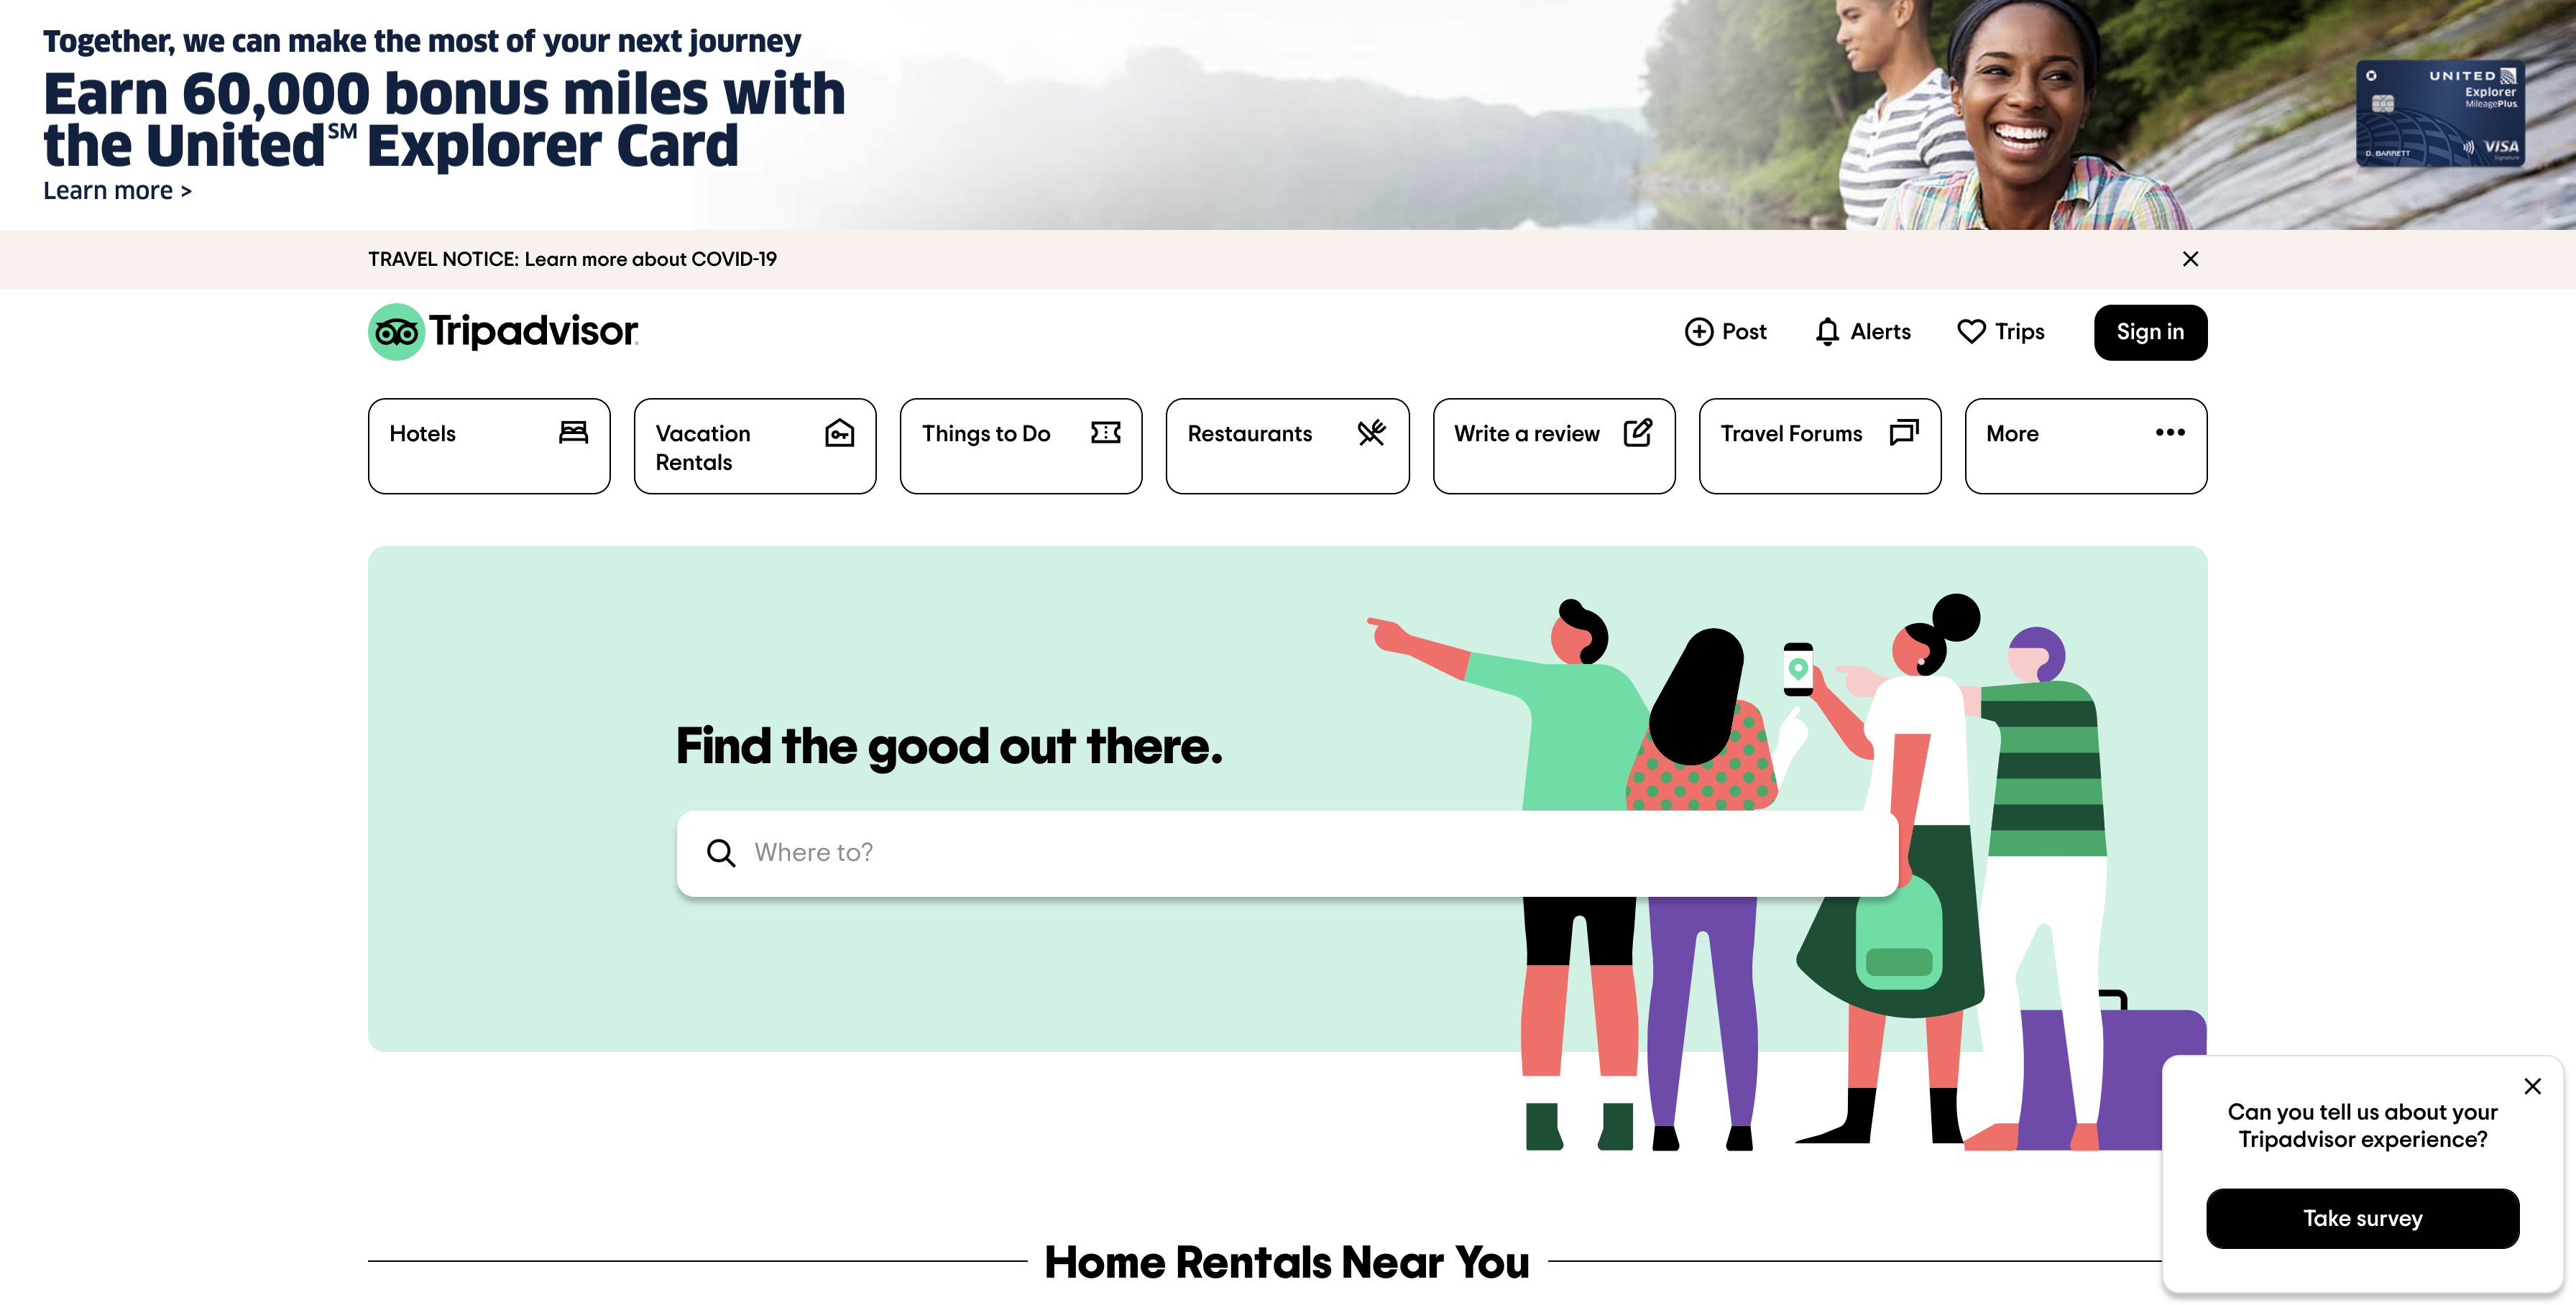 Together, we can make the most of your next journey
Earn 60,000 bonus miles with
the United℠ Explorer Card
Learn more >
UNITED
Explorer
MileagePlus
D. BARRETT
VISA
Signature
TRAVEL NOTICE: Learn more about COVID-19
Tripadvisor
Post
Alerts
Trips
Sign in
Hotels
Vacation
Rentals
Things to Do
Restaurants
Write a review
Travel Forums
More
Find the good out there.
Where to?
Can you tell us about your
Tripadvisor experience?
Take survey
Home Rentals Near You